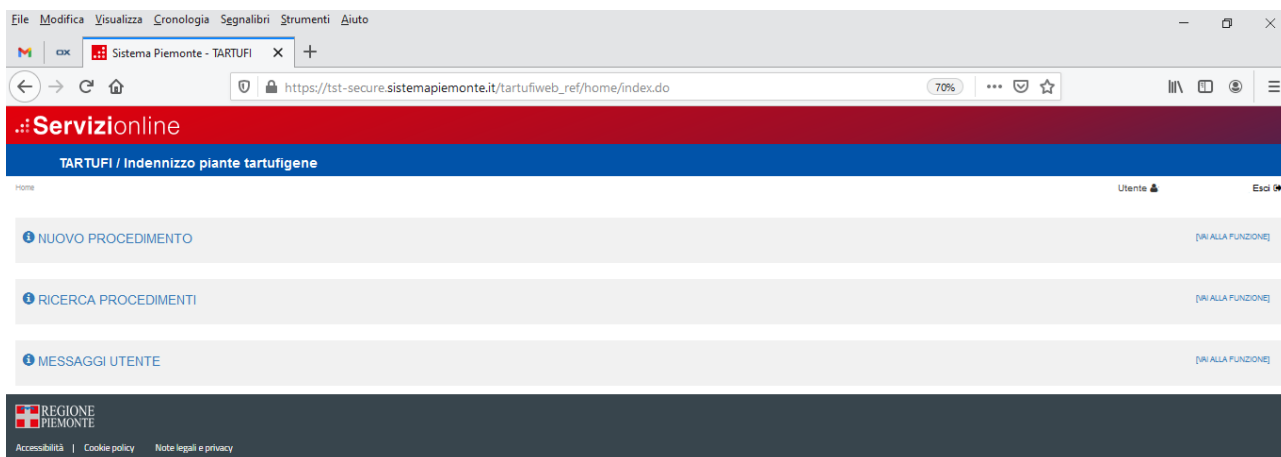 File Modifica Visualizza Cronologia Segnalibri Strumenti Aiuto
Sistema Piemonte - TARTUFI
https://tst-secure.sistemapiemonte.it/tartufiweb_ref/home/index.do 70%
.::Servizionline
TARTUFI / Indennizzo piante tartufigene
Home Utente Esci
NUOVO PROCEDIMENTO [VAI ALLA FUNZIONE]
RICERCA PROCEDIMENTI [VAI ALLA FUNZIONE]
MESSAGGI UTENTE [VAI ALLA FUNZIONE]
REGIONE
PIEMONTE
Accessibilità | Cookie policy Note legali e privacy